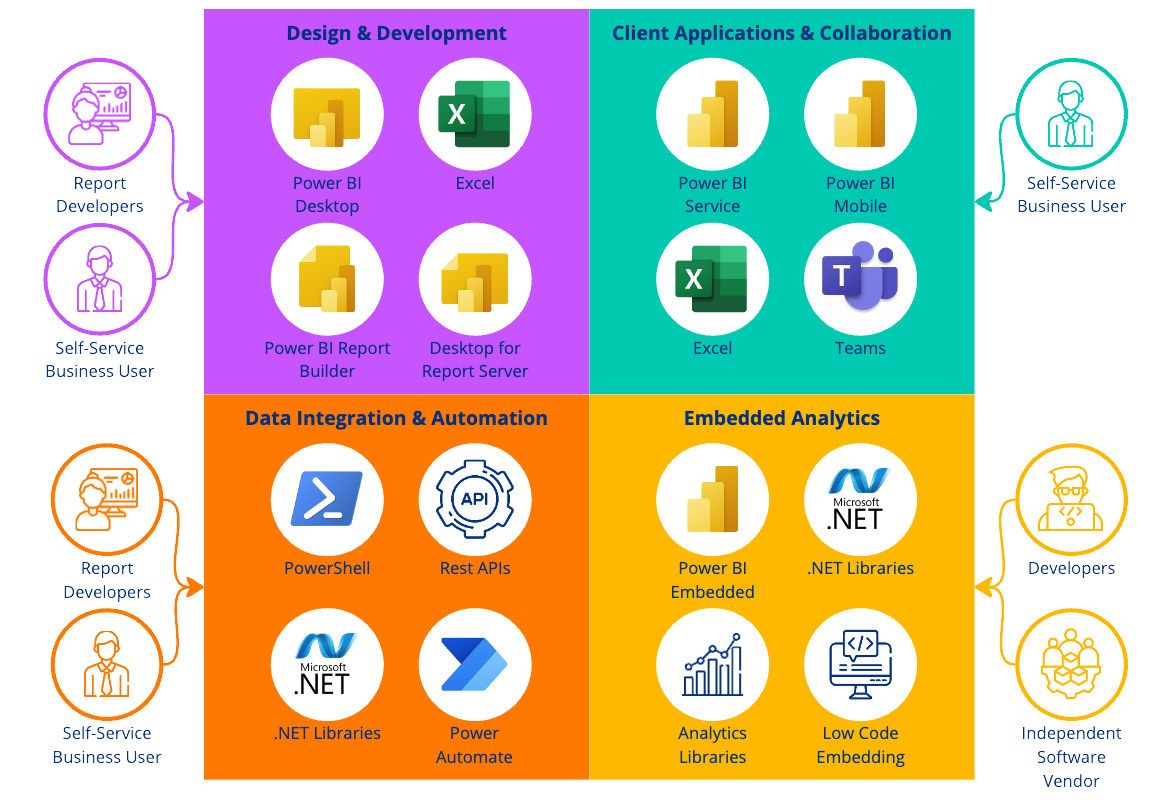 Design & Development
Client Applications & Collaboration
Report
Developers
Self-Service
Business User
Power BI
Desktop
X
Excel
Power BI Report
Builder
Desktop for
Report Server
Power BI
Service
Power BI
Mobile
X
Excel
T
Teams
Self-Service
Business User
Data Integration & Automation
Embedded Analytics
Report
Developers
Self-Service
Business User
PowerShell
API
Rest APIs
Microsoft
.NET
.NET Libraries
Power
Automate
Power BI
Embedded
Microsoft
.NET
.NET Libraries
Analytics
Libraries
</>
Low Code
Embedding
</>
Developers
Independent
Software
Vendor